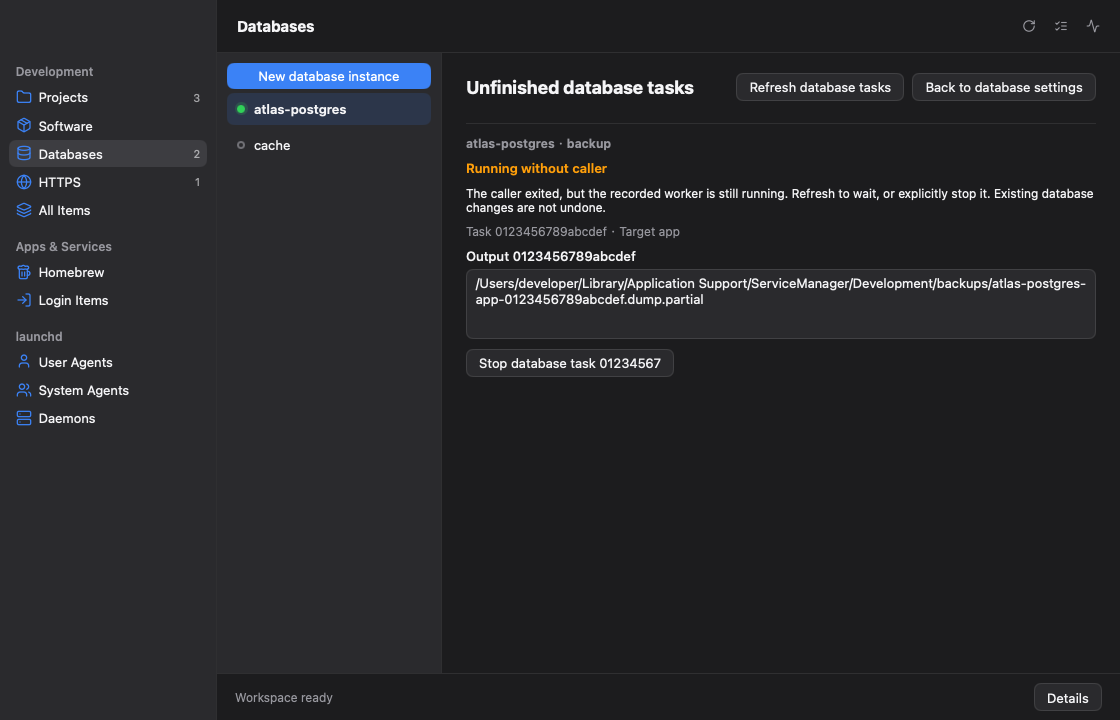 Databases
Development
Projects 3
Software
Databases 2
HTTPS 1
All Items
Apps & Services
Homebrew
Login Items
launchd
User Agents
System Agents
Daemons
New database instance
atlas-postgres
cache
Unfinished database tasks
Refresh database tasks
Back to database settings
atlas-postgres · backup
Running without caller
The caller exited, but the recorded worker is still running. Refresh to wait, or explicitly stop it. Existing database
changes are not undone.
Task 0123456789abcdef · Target app
Output 0123456789abcdef
/Users/developer/Library/Application Support/ServiceManager/Development/backups/atlas-postgres-
app-0123456789abcdef.dump.partial
Stop database task 01234567
Workspace ready
Details